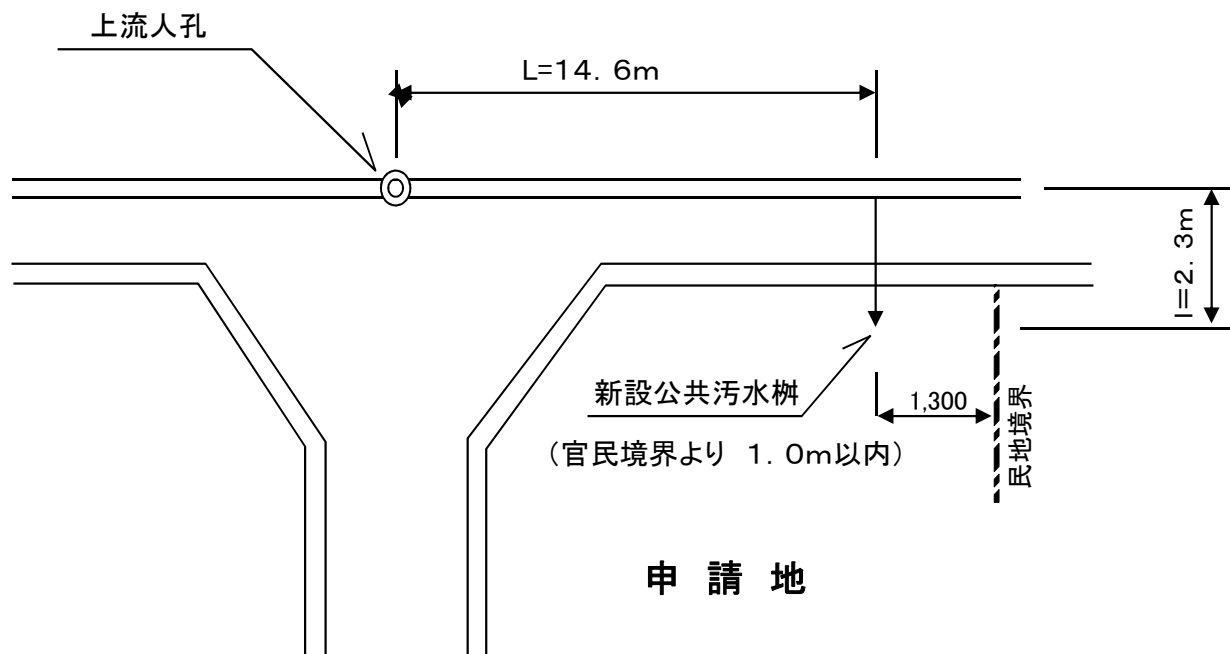 上流人孔
L=14．6m
l=2．3m
新設公共汚水桝
1,300
民地境界
（官民境界より　1．0m以内）
申　請　地